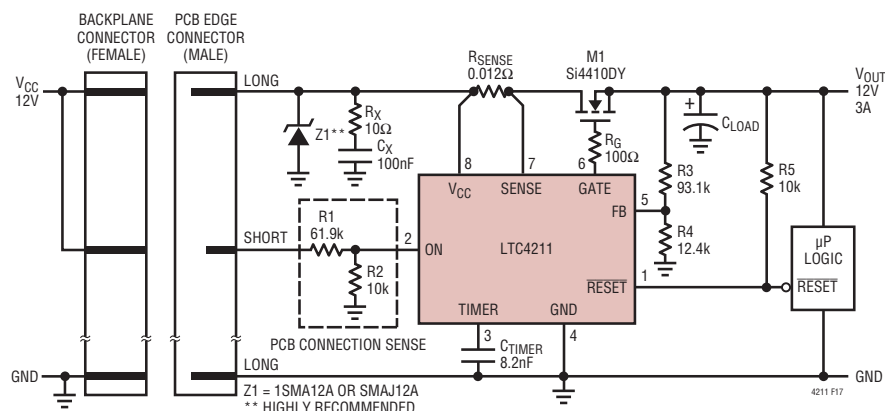 BACKPLANE
CONNECTOR
(FEMALE)
PCB EDGE
CONNECTOR
(MALE)
VCC
12V
LONG
Z1**
RX
10Ω
CX
100nF
RSENSE
0.012Ω
M1
Si4410DY
RG
100Ω
VOUT
12V
3A
+
CLOAD
R3
93.1k
R5
10k
8
7
6
VCC
SENSE
GATE
FB
5
R4
12.4k
SHORT
R1
61.9k
2
ON
LTC4211
R2
10k
RESET
1
µP
LOGIC
RESET
TIMER
GND
PCB CONNECTION SENSE
3
4
CTIMER
8.2nF
LONG
GND
GND
Z1 = 1SMA12A OR SMAJ12A
** HIGHLY RECOMMENDED
4211 F17